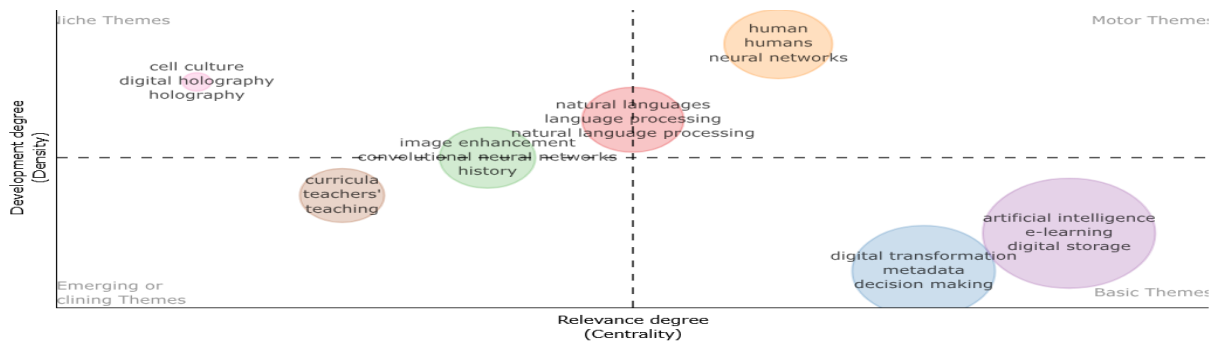 Niche Themes
Motor Themes
human
humans
neural networks
cell culture
digital holography
holography
natural languages
language processing
natural language processing
image enhancement
convolutional neural networks
history
curricula
teachers'
teaching
artificial intelligence
e-learning
digital storage
digital transformation
metadata
decision making
Emerging or
clining Themes
Basic Themes
Development degree
(Density)
Relevance degree
(Centrality)